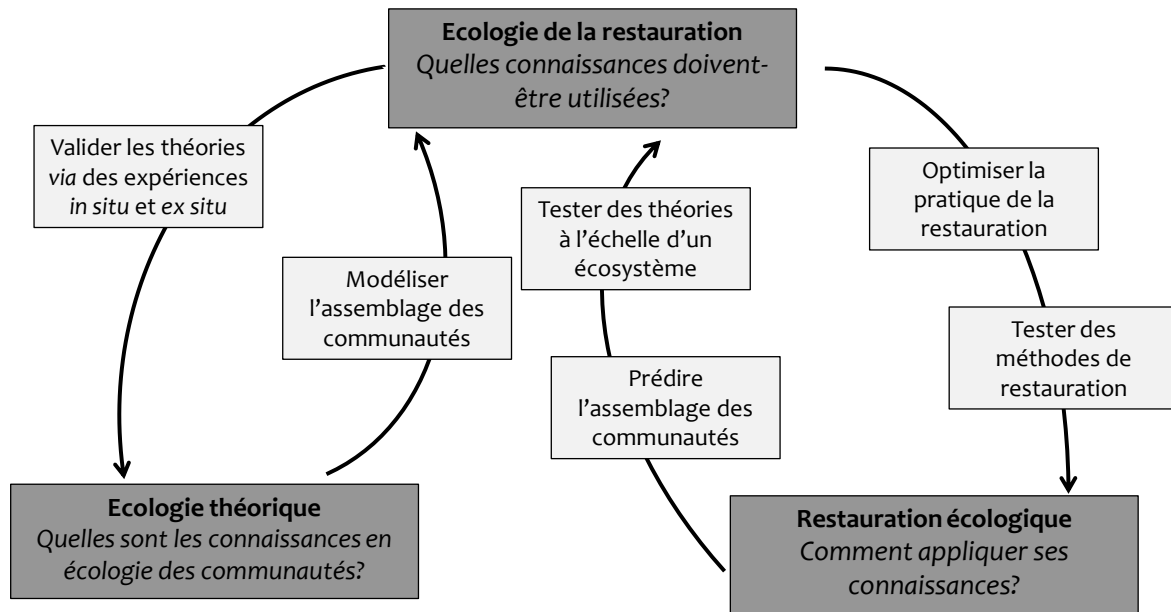 Ecologie de la restauration
Quelles connaissances doivent-
être utilisées?
Valider les théories
via des expériences
in situ et ex situ
Modéliser
l’assemblage des
communautés
Tester des théories
à l’échelle d’un
écosystème
Prédire
l’assemblage des
communautés
Optimiser la
pratique de la
restauration
Tester des
méthodes de
restauration
Ecologie théorique
Quelles sont les connaissances en
écologie des communautés?
Restauration écologique
Comment appliquer ses
connaissances?